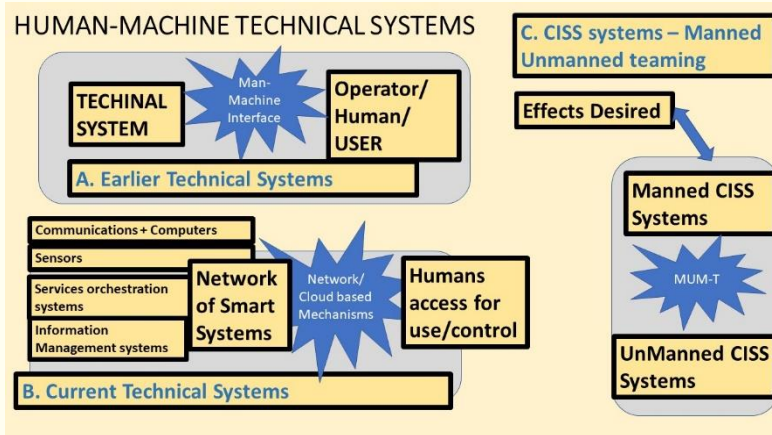 HUMAN-MACHINE TECHNICAL SYSTEMS
TECHINAL
SYSTEM
Man-
Machine
Interface
Operator/
Human/
USER
A. Earlier Technical Systems
Communications + Computers
Sensors
Services orchestration
systems
Information
Management systems
Network
of Smart
Systems
Network/
Cloud based
Mechanisms
Humans
access for
use/control
B. Current Technical Systems
C. CISS systems – Manned
Unmanned teaming
Effects Desired
Manned CISS
Systems
MUM-T
UnManned CISS
Systems